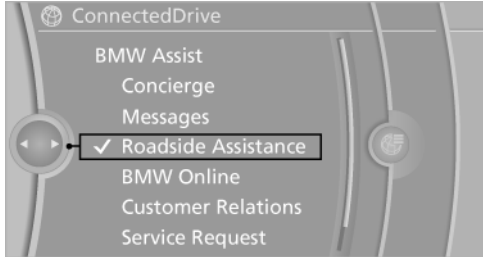 ConnectedDrive
BMW Assist
Concierge
Messages
Roadside Assistance
BMW Online
Customer Relations
Service Request